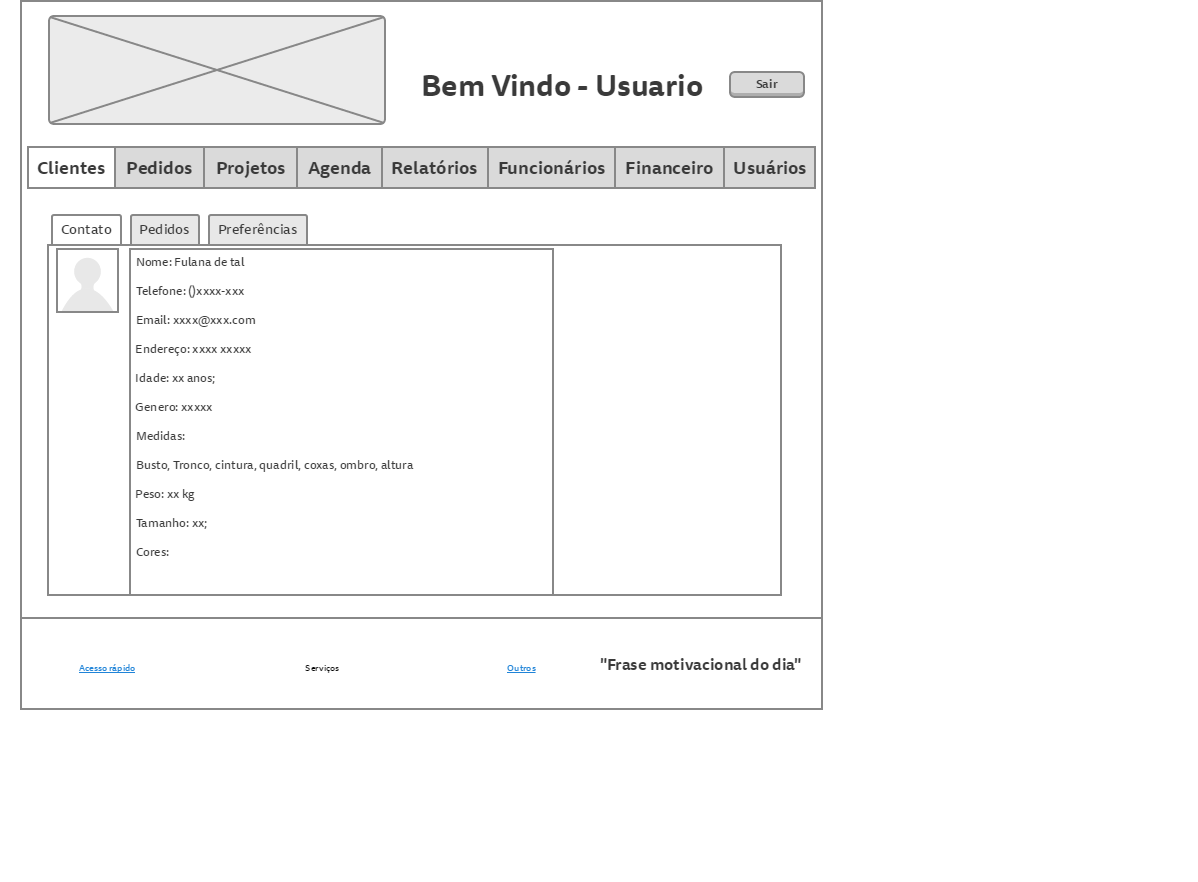 Bem Vindo - Usuario
Sair
Clientes Pedidos Projetos Agenda Relatórios Funcionários Financeiro Usuários
Contato Pedidos Preferências
Nome: Fulana de tal
Telefone: ()xxxx-xxx
Email: xxxx@xxx.com
Endereço: xxxx xxxxx
Idade: xx anos;
Genero: xxxxx
Medidas:
Busto, Tronco, cintura, quadril, coxas, ombro, altura
Peso: xx kg
Tamanho: xx;
Cores:
Acesso rápido Serviços Outros "Frase motivacional do dia"